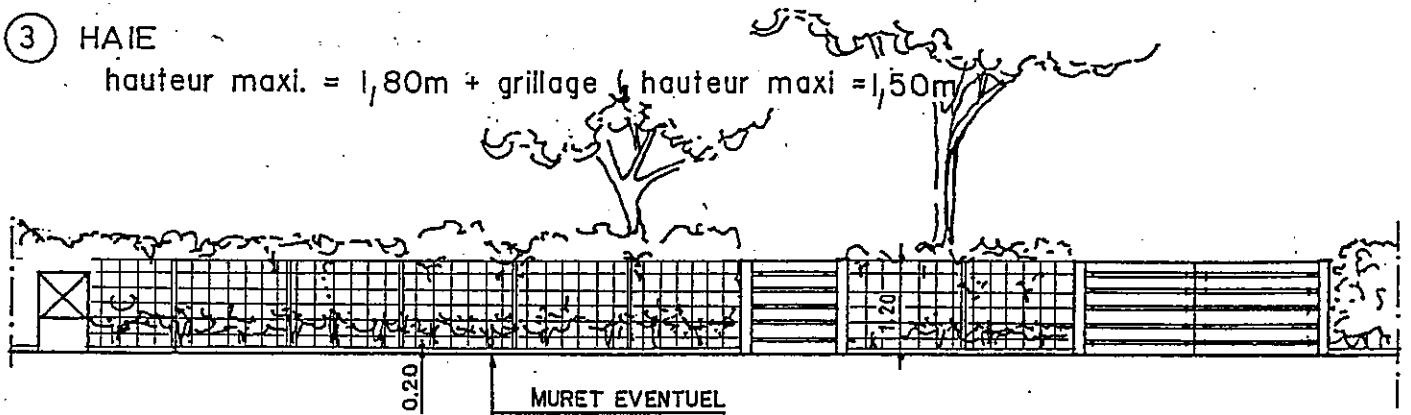 3 HAIE
hauteur maxi. = 1,80m + grillage ( hauteur maxi =1,50m
1.20
0.20
MURET EVENTUEL